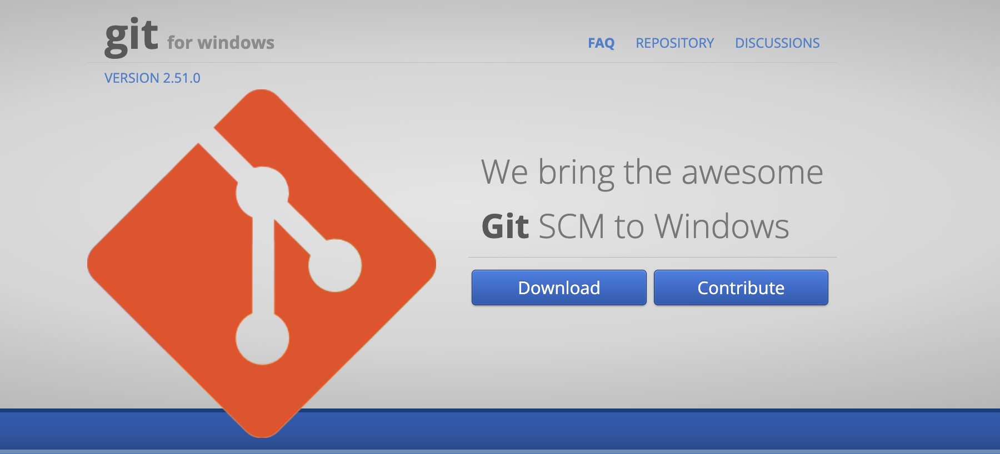 git for windows
FAQ REPOSITORY DISCUSSIONS
VERSION 2.51.0
We bring the awesome
Git SCM to Windows
Download Contribute